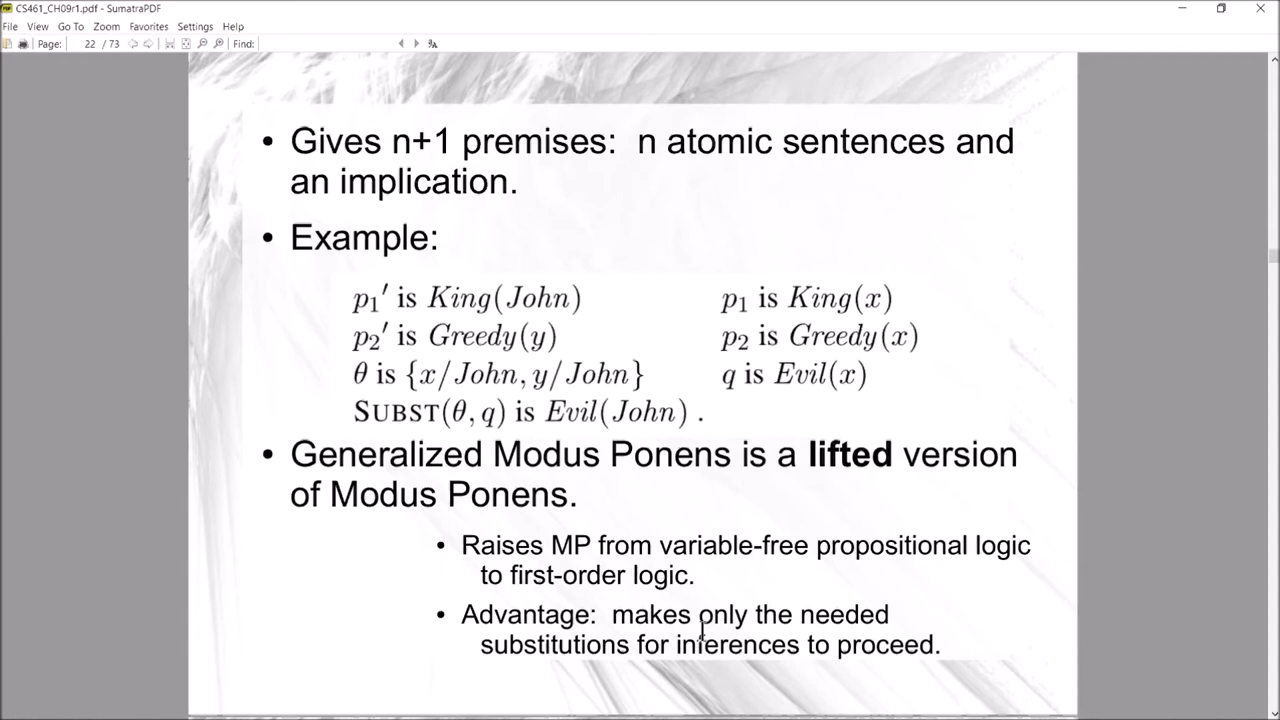 CS461_CH09r1.pdf - SumatraPDF
File View Go To Zoom Favorites Settings Help
Page: 22 / 73 Find:
• Gives n+1 premises: n atomic sentences and
an implication.
• Example:
p₁′ is King(John) p₁ is King(x)
p₂′ is Greedy(y) p₂ is Greedy(x)
θ is {x/John, y/John} q is Evil(x)
SUBST(θ, q) is Evil(John) .
• Generalized Modus Ponens is a lifted version
of Modus Ponens.
• Raises MP from variable-free propositional logic
to first-order logic.
• Advantage: makes only the needed
substitutions for inferences to proceed.